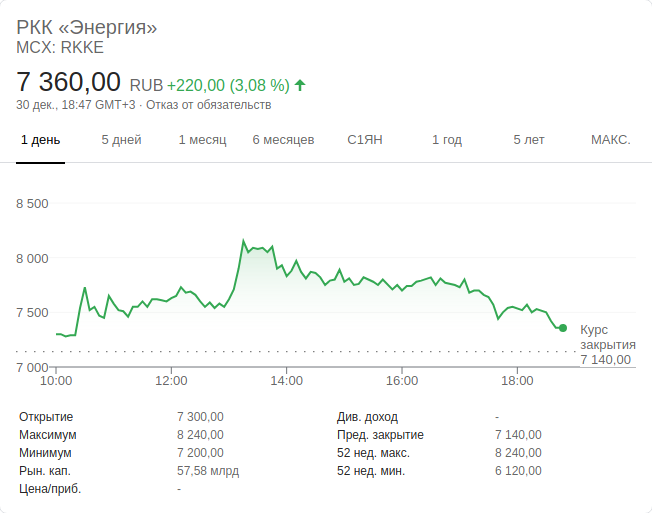 РКК «Энергия»
MCX: RKKE
7 360,00 RUB +220,00 (3,08 %)
30 дек., 18:47 GMT+3 · Отказ от обязательств
1 день 5 дней 1 месяц 6 месяцев С1ЯН 1 год 5 лет МАКС.
8 500
8 000
7 500
7 000
Курс
закрытия
7 140,00
10:00 12:00 14:00 16:00 18:00
Открытие 7 300,00 Див. доход -
Максимум 8 240,00 Пред. закрытие 7 140,00
Минимум 7 200,00 52 нед. макс. 8 240,00
Рын. кап. 57,58 млрд 52 нед. мин. 6 120,00
Цена/приб. -